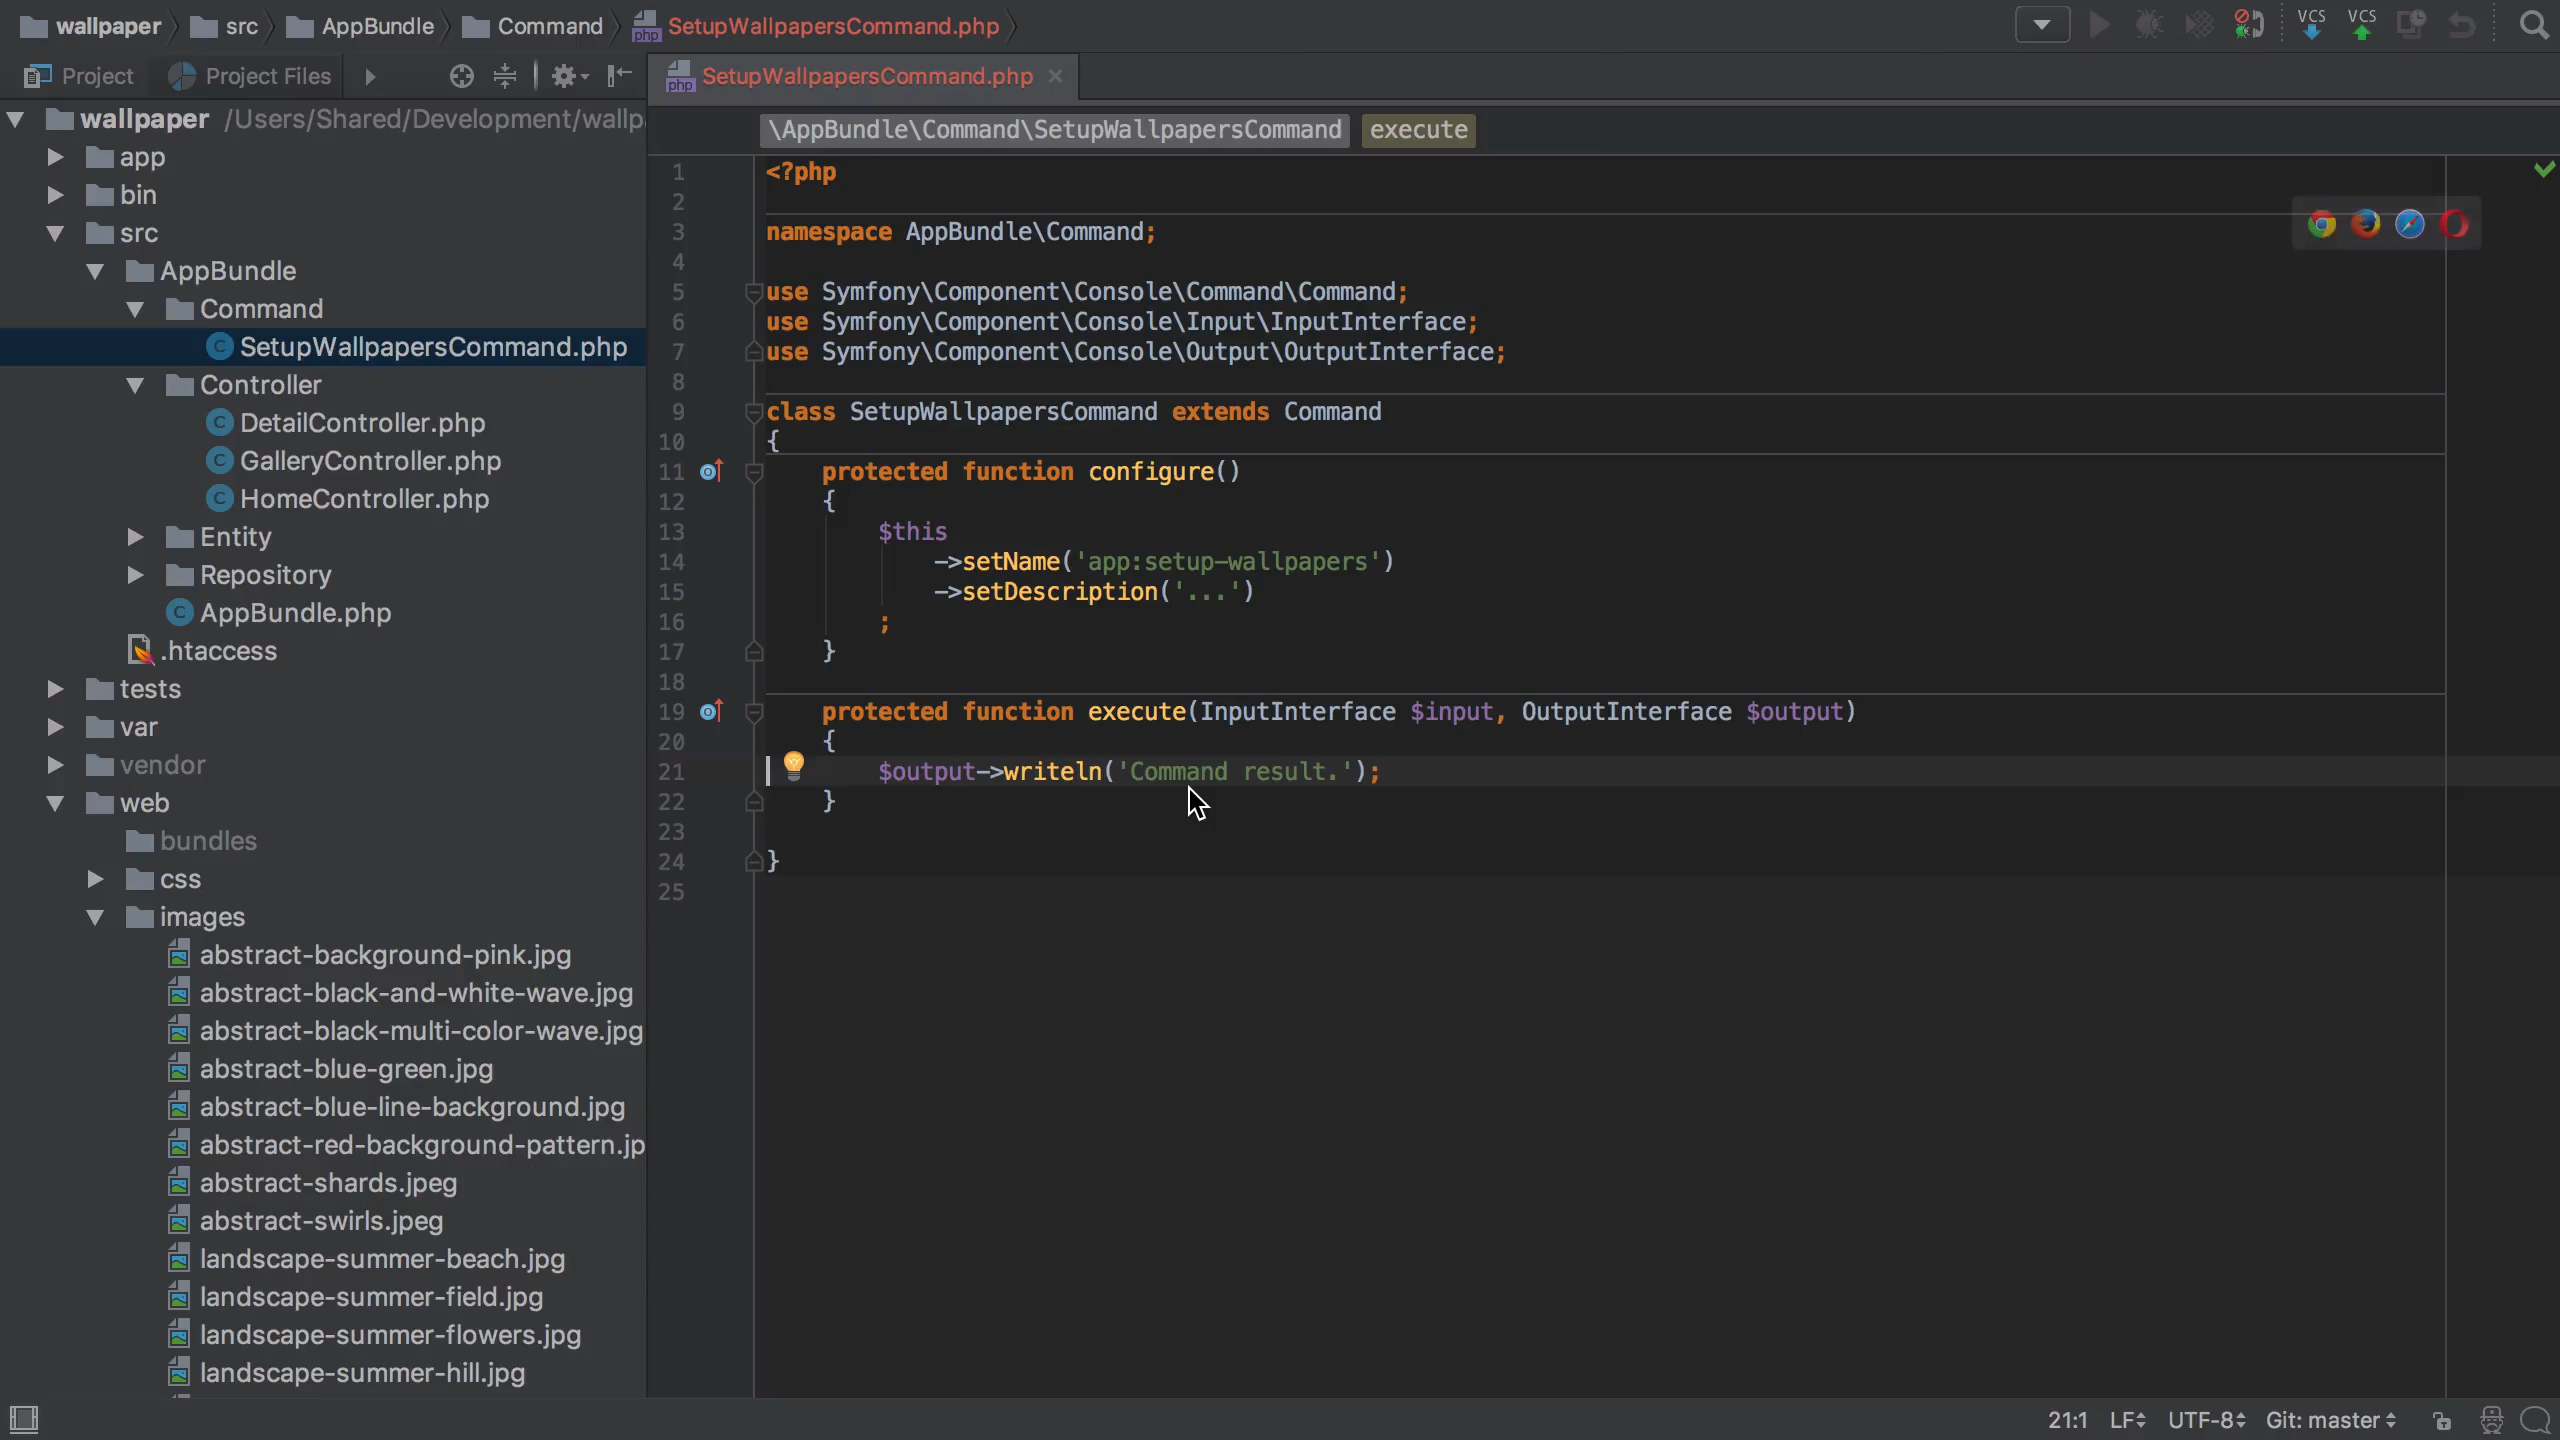 wallpaper src AppBundle Command SetupWallpapersCommand.php
VCS VCS
Project Project Files
SetupWallpapersCommand.php
wallpaper /Users/Shared/Development/wallp
app
bin
src
AppBundle
Command
SetupWallpapersCommand.php
Controller
DetailController.php
GalleryController.php
HomeController.php
Entity
Repository
AppBundle.php
.htaccess
tests
var
vendor
web
bundles
css
images
abstract-background-pink.jpg
abstract-black-and-white-wave.jpg
abstract-black-multi-color-wave.jpg
abstract-blue-green.jpg
abstract-blue-line-background.jpg
abstract-red-background-pattern.jp
abstract-shards.jpeg
abstract-swirls.jpeg
landscape-summer-beach.jpg
landscape-summer-field.jpg
landscape-summer-flowers.jpg
landscape-summer-hill.jpg
\AppBundle\Command\SetupWallpapersCommand execute
1 <?php
2
3 namespace AppBundle\Command;
4
5 use Symfony\Component\Console\Command\Command;
6 use Symfony\Component\Console\Input\InputInterface;
7 use Symfony\Component\Console\Output\OutputInterface;
8
9 class SetupWallpapersCommand extends Command
10 {
11 protected function configure()
12 {
13 $this
14 ->setName('app:setup-wallpapers')
15 ->setDescription('...')
16 ;
17 }
18
19 protected function execute(InputInterface $input, OutputInterface $output)
20 {
21 $output->writeln('Command result.');
22 }
23
24 }
25
21:1 LF UTF-8 Git: master